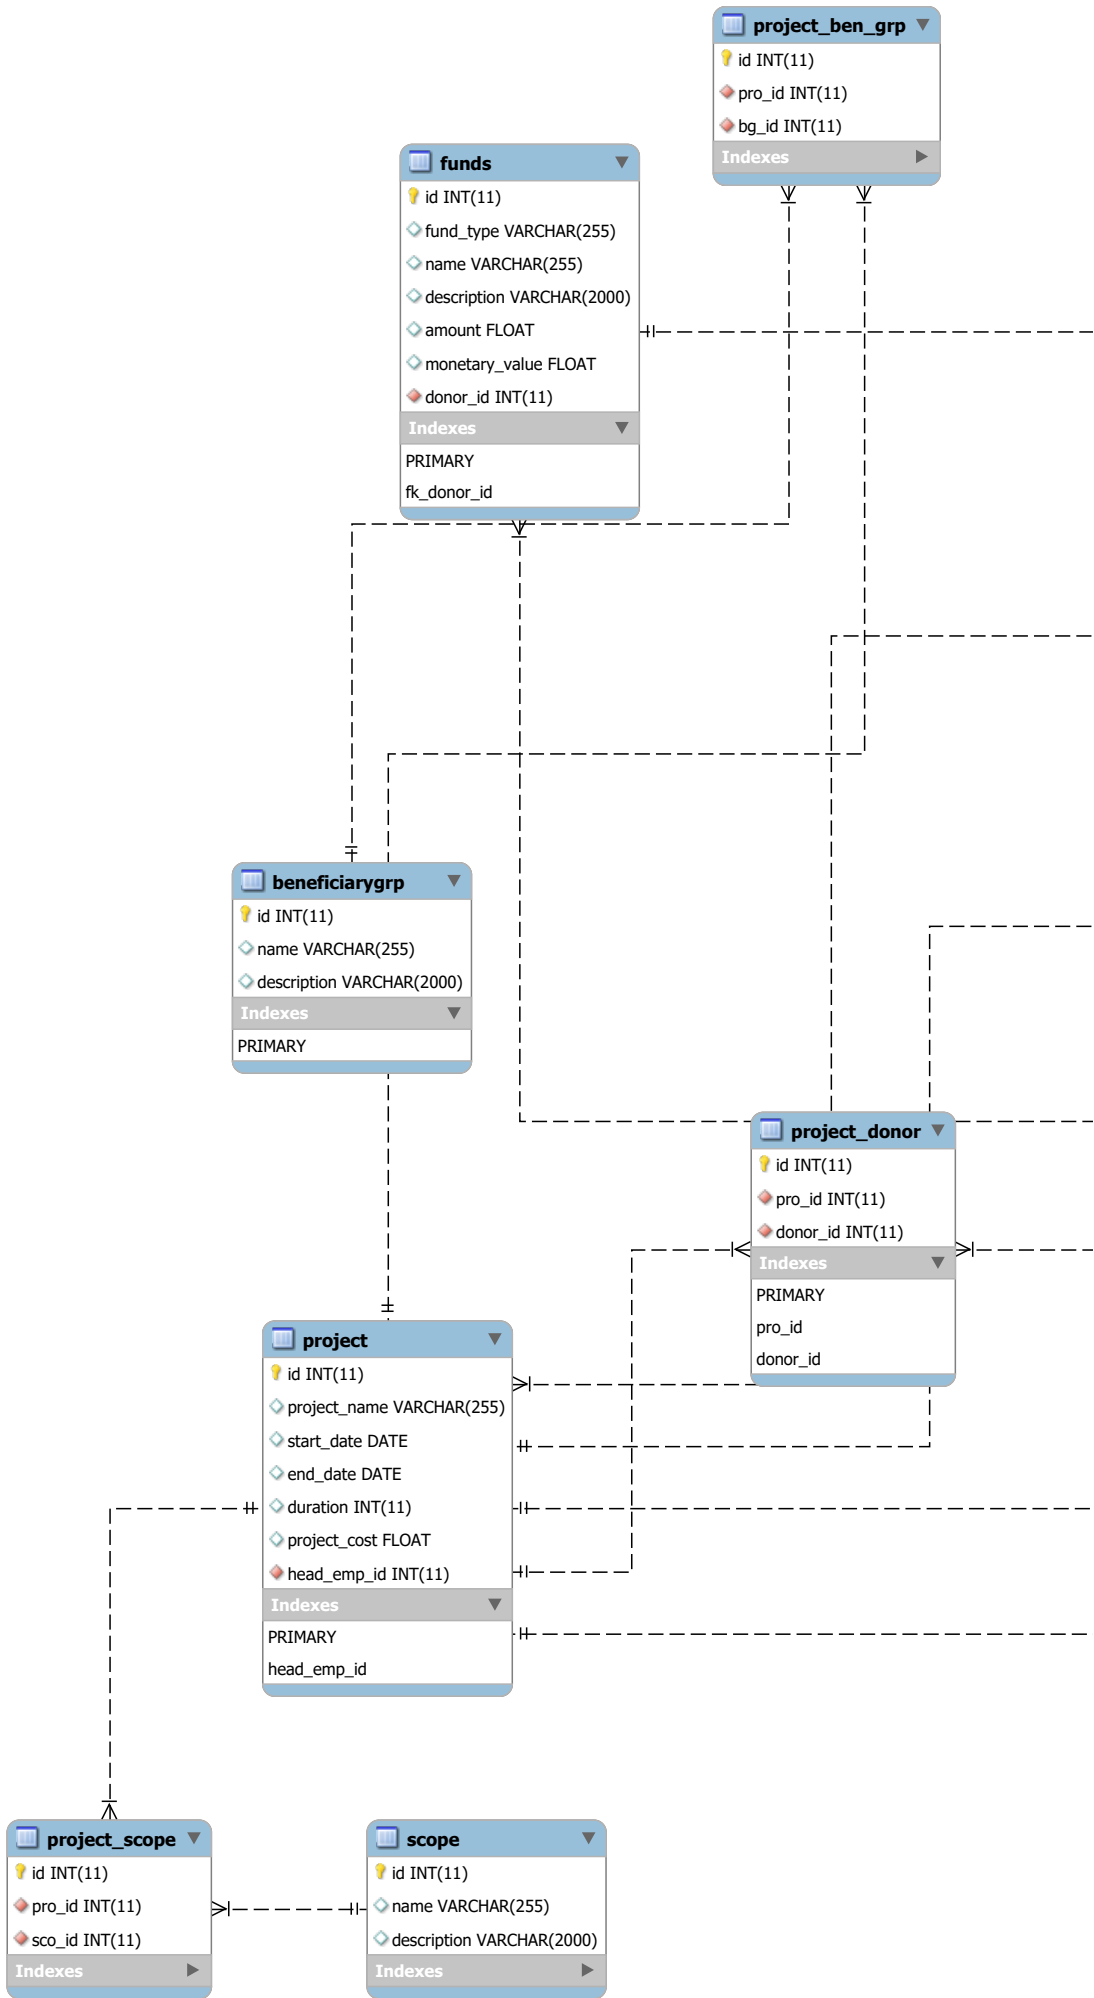 project_ben_grp
id INT(11)
pro_id INT(11)
bg_id INT(11)
Indexes
funds
id INT(11)
fund_type VARCHAR(255)
name VARCHAR(255)
description VARCHAR(2000)
amount FLOAT
monetary_value FLOAT
donor_id INT(11)
Indexes
PRIMARY
fk_donor_id
beneficiarygrp
id INT(11)
name VARCHAR(255)
description VARCHAR(2000)
Indexes
PRIMARY
project_donor
id INT(11)
pro_id INT(11)
donor_id INT(11)
Indexes
PRIMARY
pro_id
donor_id
project
id INT(11)
project_name VARCHAR(255)
start_date DATE
end_date DATE
duration INT(11)
project_cost FLOAT
head_emp_id INT(11)
Indexes
PRIMARY
head_emp_id
project_scope
id INT(11)
pro_id INT(11)
sco_id INT(11)
Indexes
scope
id INT(11)
name VARCHAR(255)
description VARCHAR(2000)
Indexes